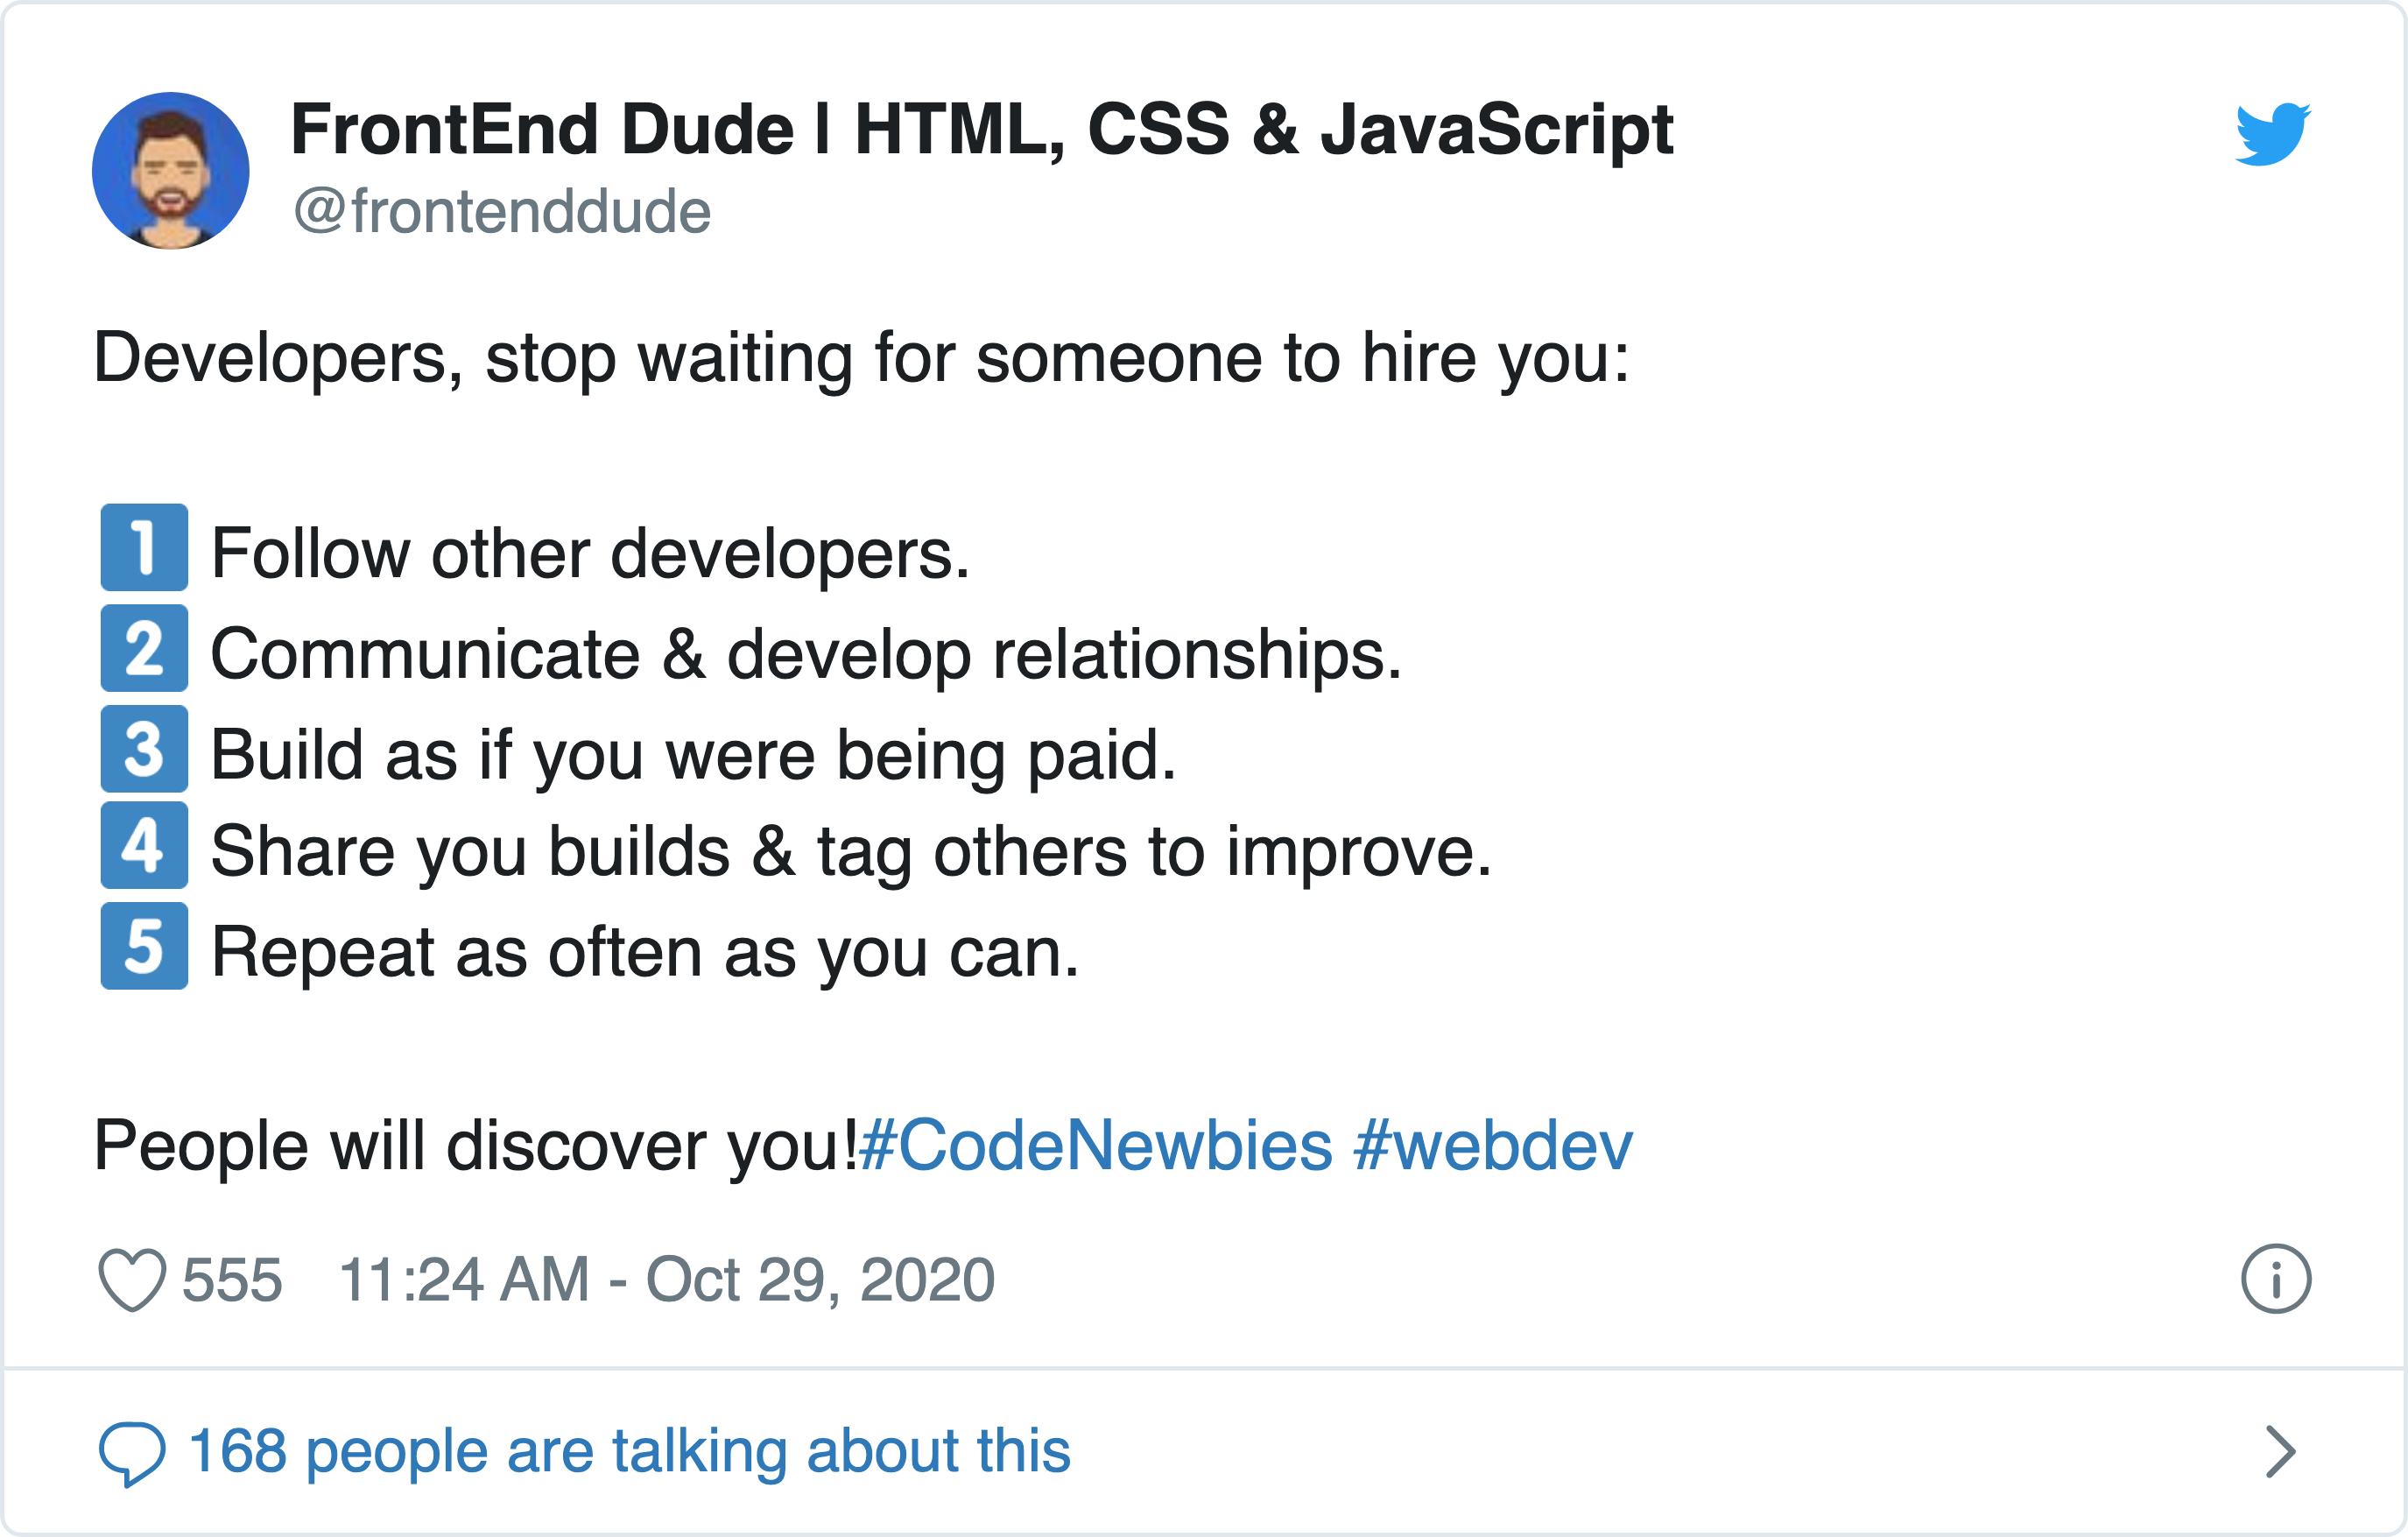 FrontEnd Dude | HTML, CSS & JavaScript
@frontenddude
Developers, stop waiting for someone to hire you:
1 Follow other developers.
2 Communicate & develop relationships.
3 Build as if you were being paid.
4 Share you builds & tag others to improve.
5 Repeat as often as you can.
People will discover you!#CodeNewbies #webdev
555 11:24 AM - Oct 29, 2020
168 people are talking about this